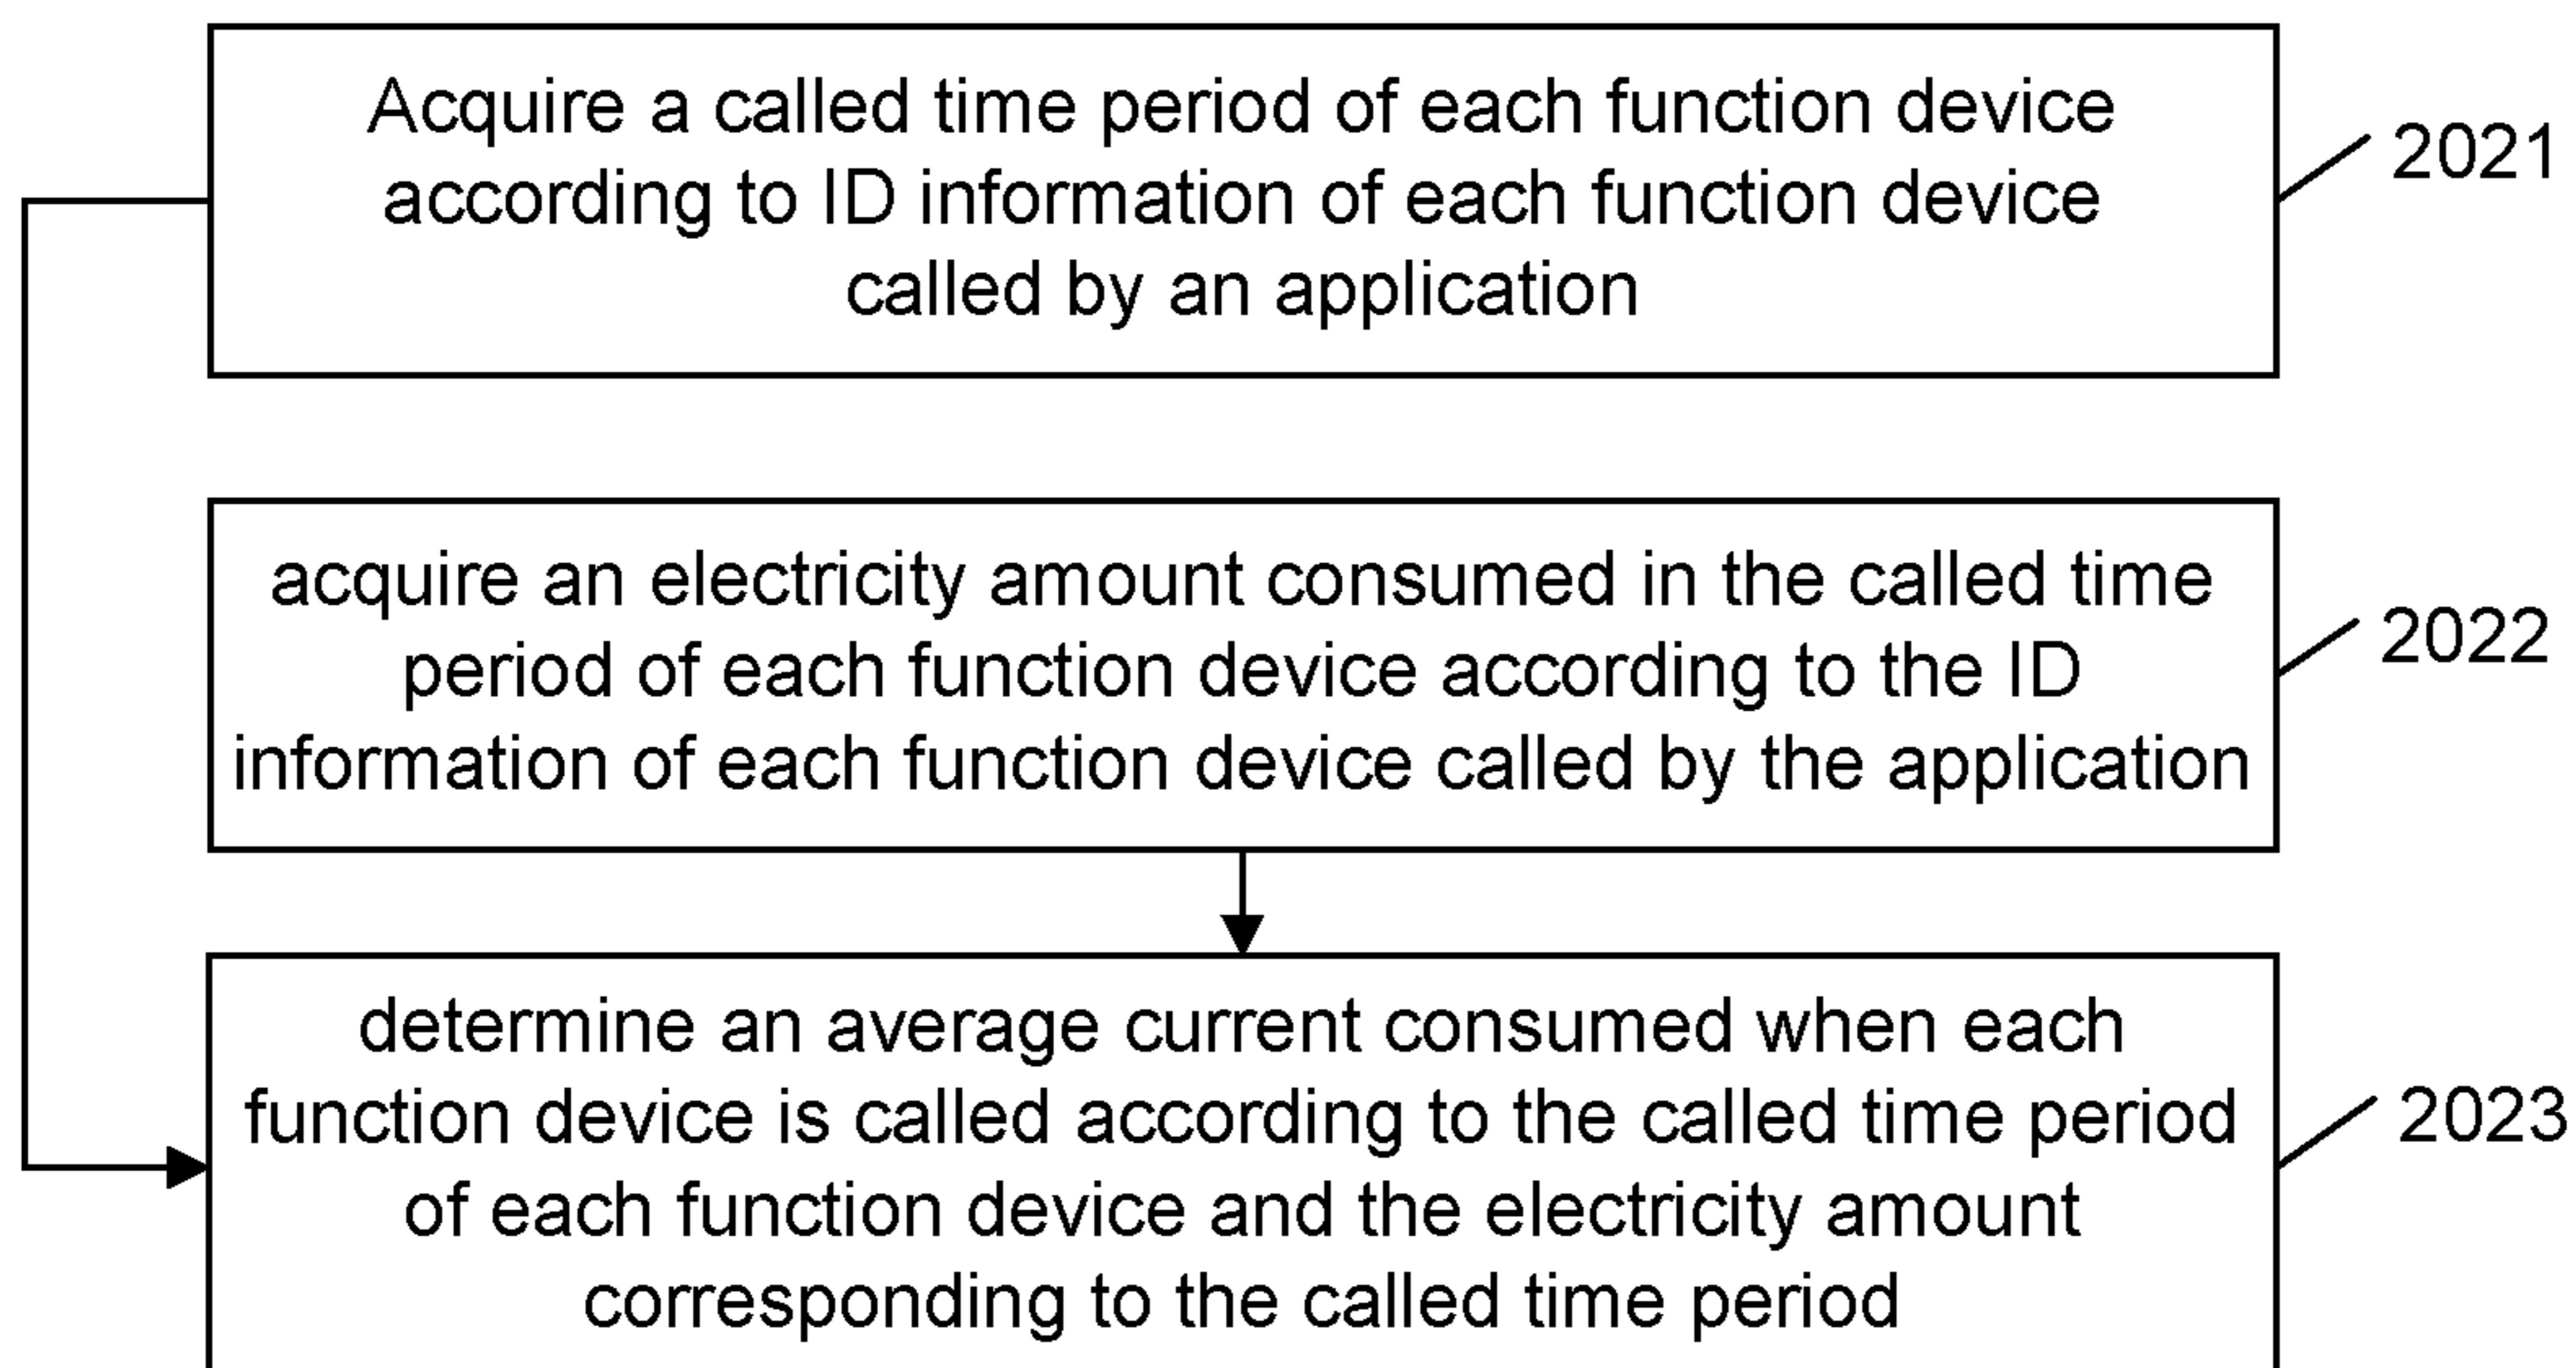 Acquire a called time period of each function device
according to ID information of each function device
called by an application
2021
acquire an electricity amount consumed in the called time
period of each function device according to the ID
information of each function device called by the application
2022
determine an average current consumed when each
function device is called according to the called time period
of each function device and the electricity amount
corresponding to the called time period
2023